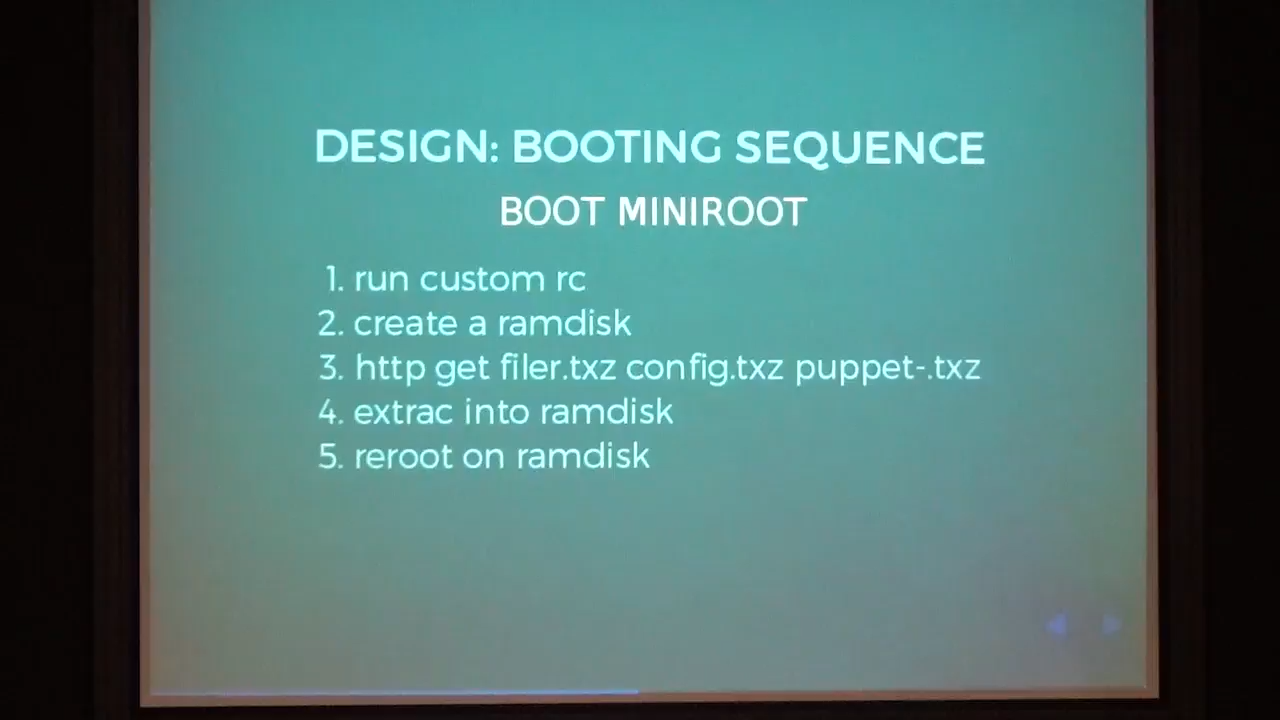 DESIGN: BOOTING SEQUENCE
BOOT MINIROOT
1. run custom rc
2. create a ramdisk
3. http get filer.txz config.txz puppet-.txz
4. extrac into ramdisk
5. reroot on ramdisk